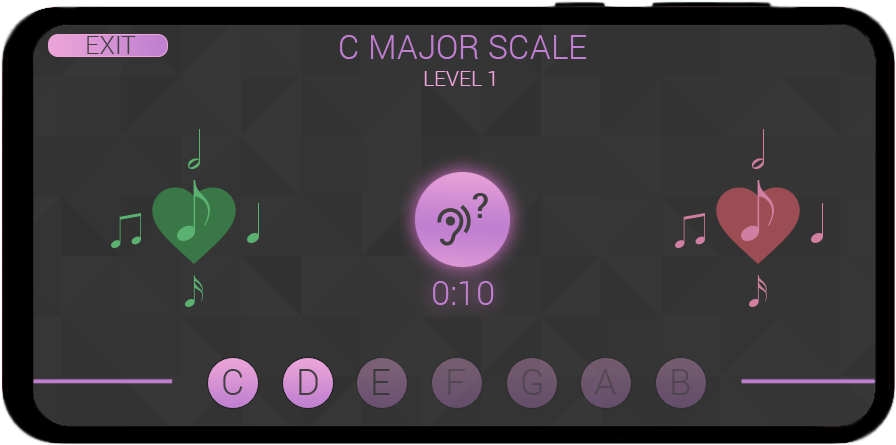 EXIT
C MAJOR SCALE
LEVEL 1
?
0:10
C D E F G A B